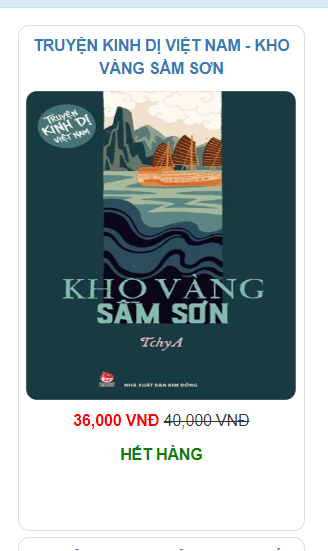 TRUYỆN KINH DỊ VIỆT NAM - KHO
VÀNG SẦM SƠN
TRUYỆN
KINH DỊ
VIỆT NAM
KHO VÀNG
SẦM SƠN
TchyA
NHÀ XUẤT BẢN KIM ĐỒNG
36,000 VNĐ 40,000 VNĐ
HẾT HÀNG